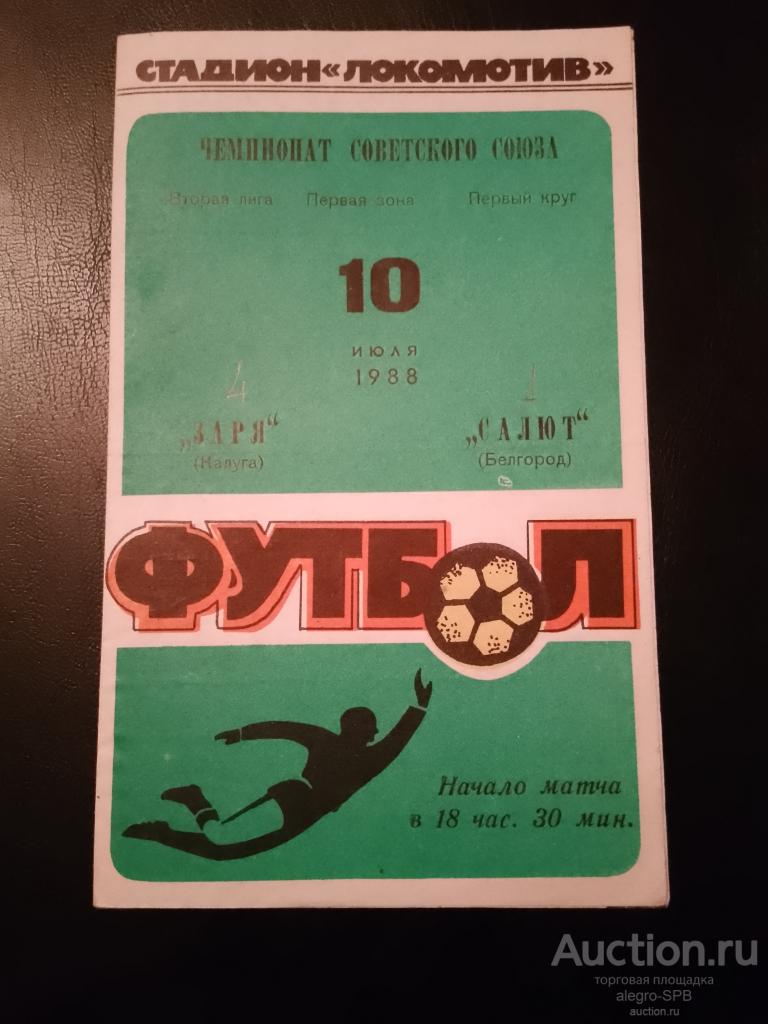 СТАДИОН «ЛОКОМОТИВ»
ЧЕМПИОНАТ СОВЕТСКОГО СОЮЗА
Вторая лига Первая зона Первый круг
10
ИЮЛЯ
1988
4 1
„ЗАРЯ“ „САЛЮТ“
(Калуга) (Белгород)
ФУТБОЛ
Начало матча
в 18 час. 30 мин.
Auction.ru
торговая площадка
alegro-SPB
auction.ru